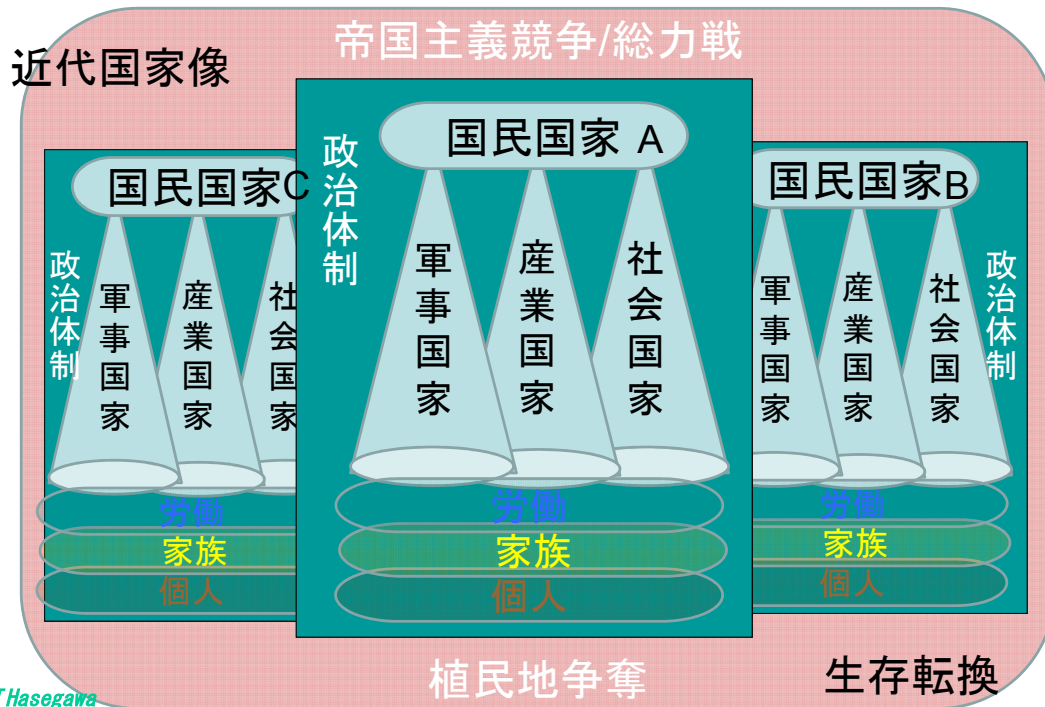 帝国主義競争/総力戦
近代国家像
国民国家C
政治体制
軍事国家
産業国家
社会国家
労働
家族
個人
国民国家 A
政治体制
軍事国家
産業国家
社会国家
労働
家族
個人
国民国家B
政治体制
軍事国家
産業国家
社会国家
労働
家族
個人
植民地争奪
生存転換
Hasegawa